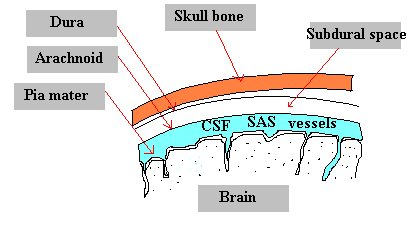 Skull bone
Dura
Subdural space
Arachnoid
Pia mater
CSF SAS vessels
Brain